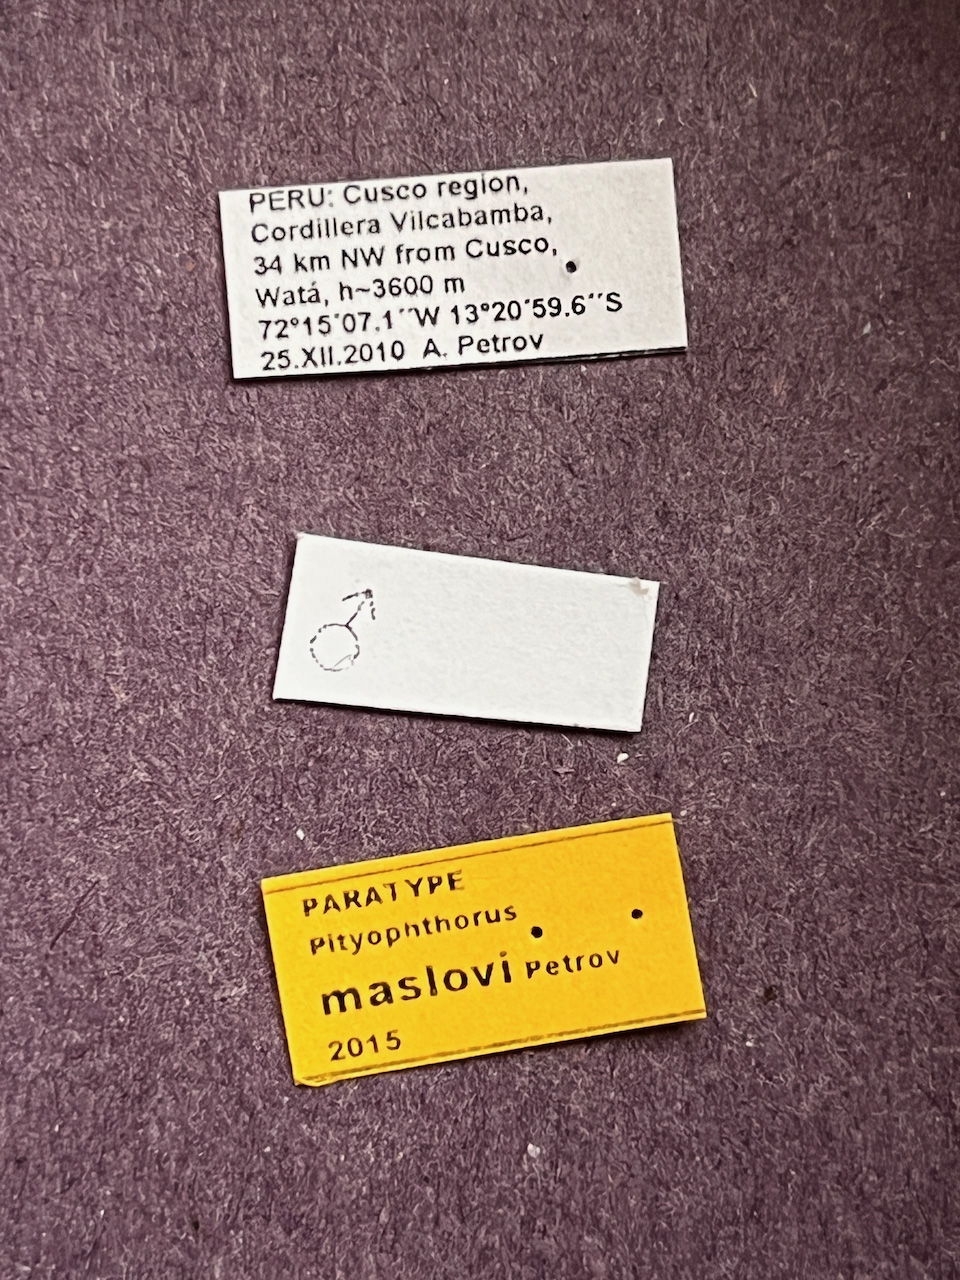 PERU: Cusco region,
Cordillera Vilcabamba,
34 km NW from Cusco,
Watá, h~3600 m
72°15'07.1''W 13°20'59.6''S
25.XII.2010 A. Petrov
♂
PARATYPE
Pityophthorus
maslovi Petrov
2015